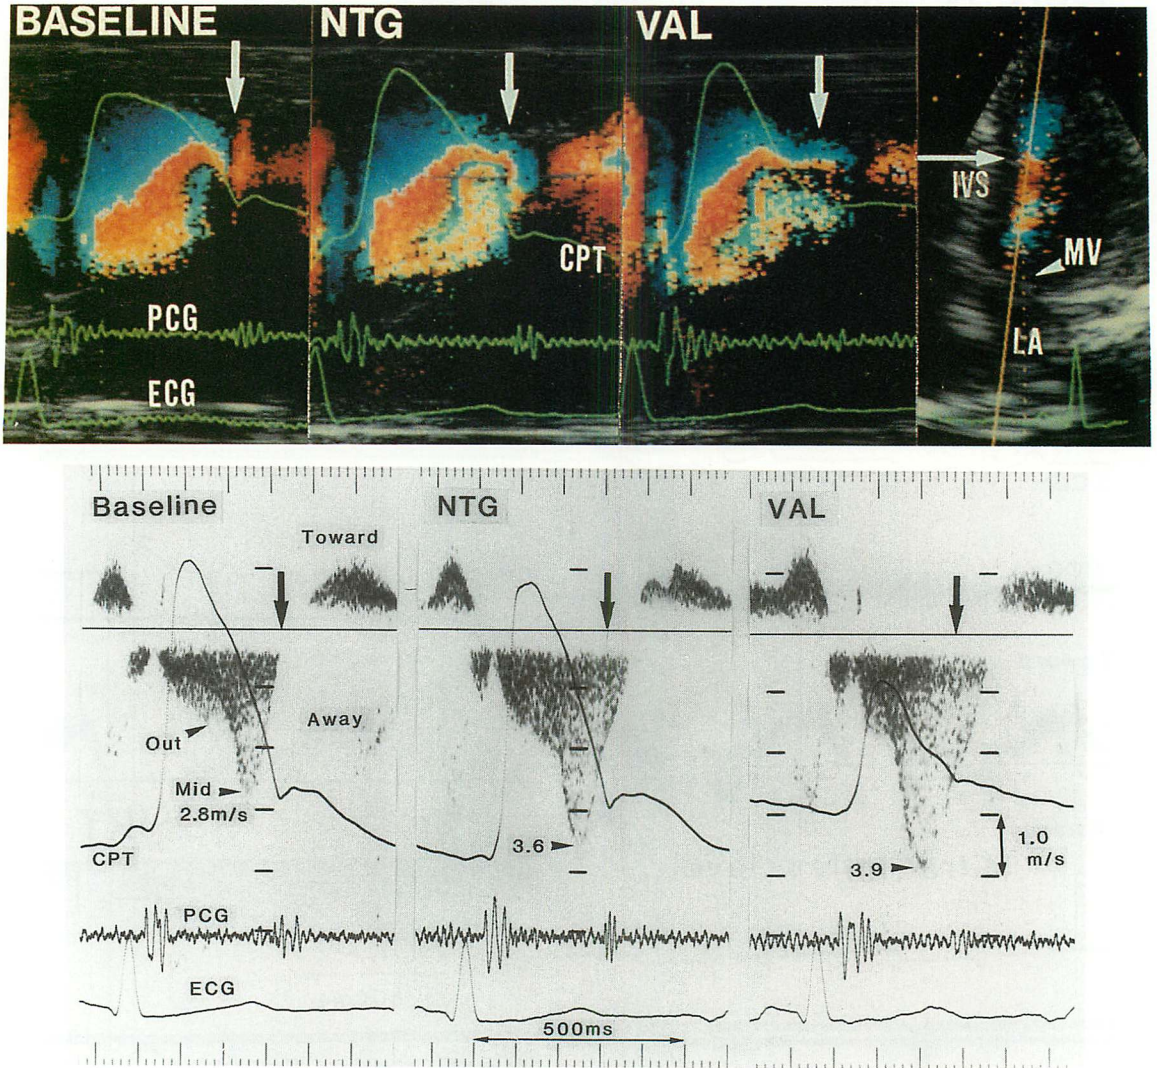 BASELINE
NTG
VAL
IVS
MV
CPT
PCG
LA
ECG
Baseline
NTG
VAL
Toward
Away
Out
Mid
2.8m/s
3.6
3.9
1.0
m/s
CPT
PCG
ECG
500ms